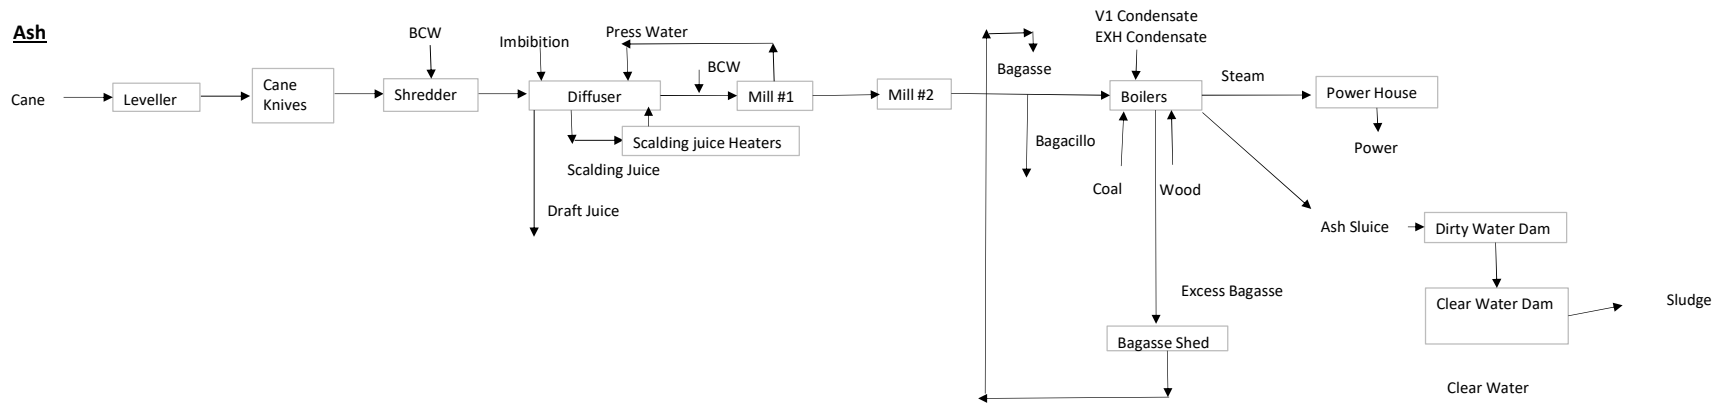 Ash
V1 Condensate
EXH Condensate
BCW
Imbibition
Press Water
BCW
Bagasse
Steam
Cane
Leveller
Cane
Knives
Shredder
Diffuser
Mill #1
Mill #2
Boilers
Power House
Scalding juice Heaters
Bagacillo
Power
Scalding Juice
Coal
Wood
Draft Juice
Ash Sluice
Dirty Water Dam
Excess Bagasse
Clear Water Dam
Sludge
Bagasse Shed
Clear Water